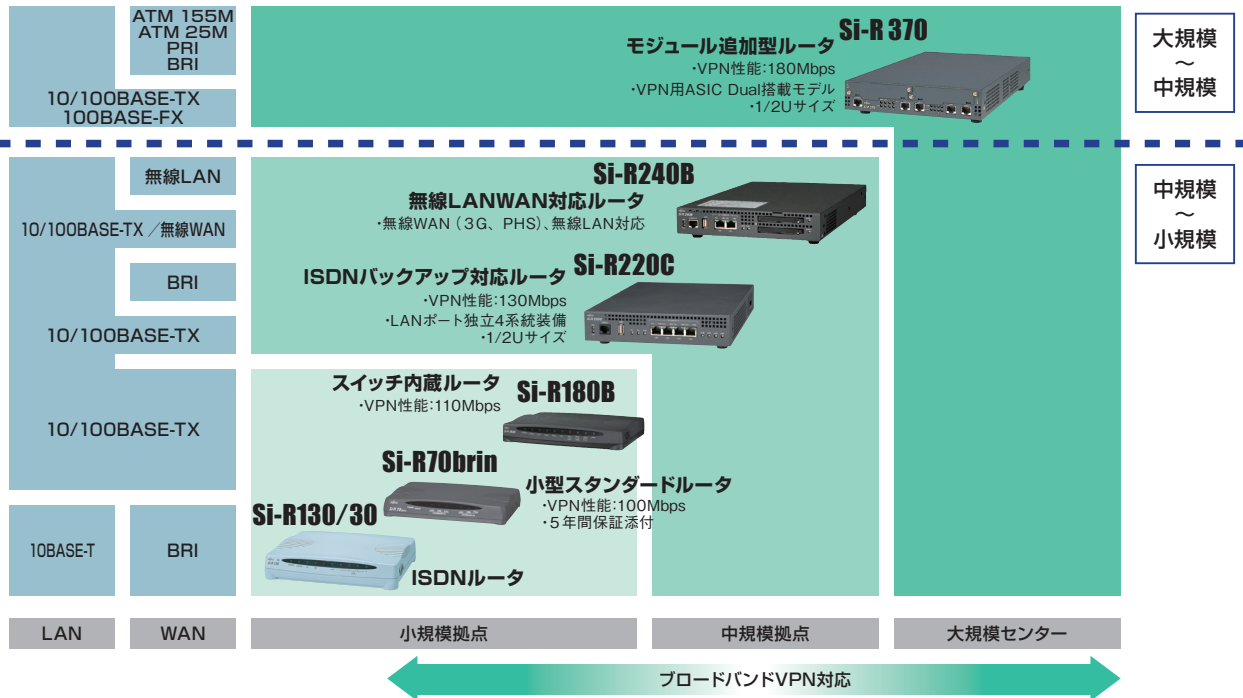 ATM 155M
ATM 25M
PRI
BRI
10/100BASE-TX
100BASE-FX
Si-R 370
モジュール追加型ルータ
・VPN性能:180Mbps
・VPN用ASIC Dual搭載モデル
・1/2Uサイズ
大規模
～
中規模
無線LAN
10/100BASE-TX ／無線WAN
BRI
10/100BASE-TX
Si-R240B
無線LANWAN対応ルータ
・無線WAN（3G、PHS）、無線LAN対応
Si-R220C
ISDNバックアップ対応ルータ
・VPN性能:130Mbps
・LANポート独立4系統装備
・1/2Uサイズ
中規模
～
小規模
10/100BASE-TX
スイッチ内蔵ルータ
・VPN性能:110Mbps
Si-R180B
Si-R70brin
小型スタンダードルータ
・VPN性能:100Mbps
・5年間保証添付
10BASE-T
BRI
Si-R130/30
ISDNルータ
LAN
WAN
小規模拠点
中規模拠点
大規模センター
ブロードバンドVPN対応